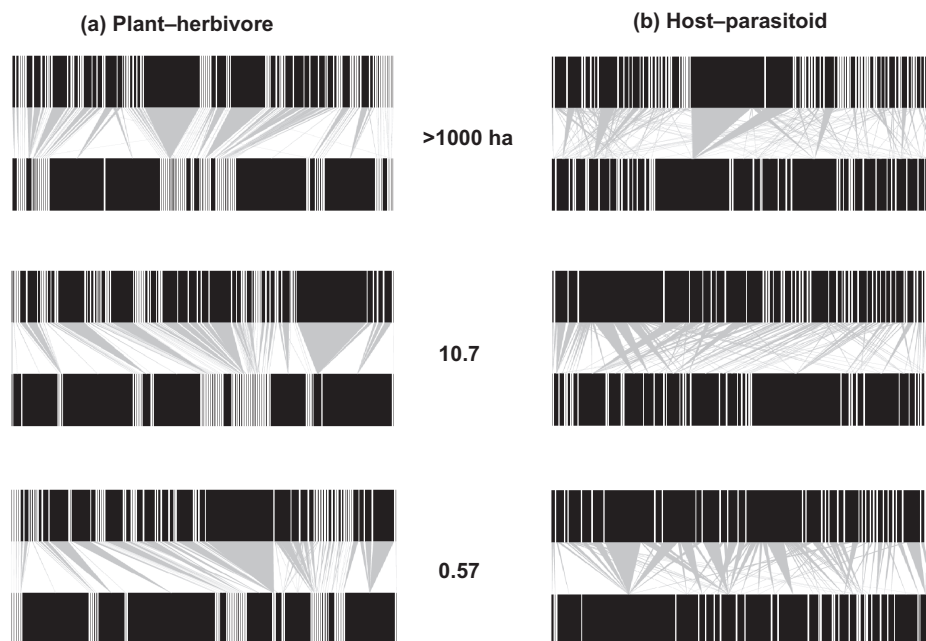 (a) Plant–herbivore
(b) Host–parasitoid
>1000 ha
10.7
0.57